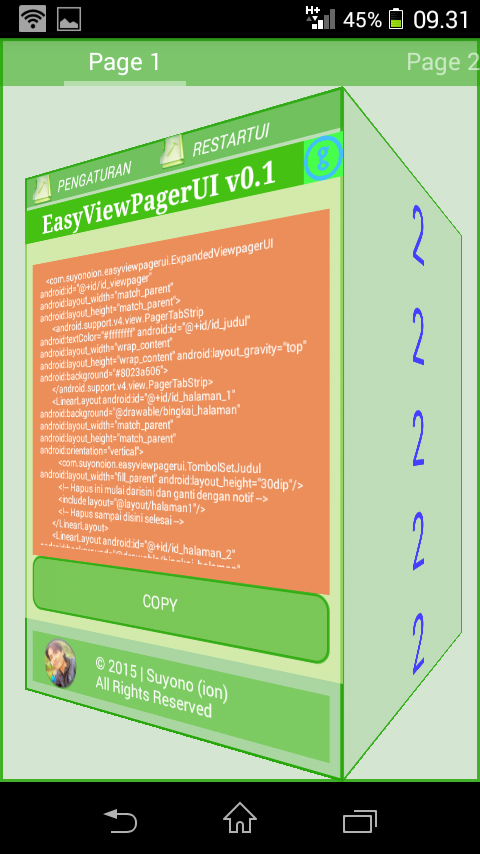 H+ 45% 09.31
Page 1 Page 2
PENGATURAN RESTARTUI
EasyViewPagerUI v0.1
8
<com.suyonoion.easyviewpagerui.ExpandedViewpagerUI
android:id="@+id/id_viewpager"
android:layout_width="match_parent"
android:layout_height="match_parent">
<android.support.v4.view.PagerTabStrip
android:textColor="#ffffffff" android:id="@+id/id_judul"
android:layout_width="wrap_content"
android:layout_height="wrap_content" android:layout_gravity="top"
android:background="#8023a606">
</android.support.v4.view.PagerTabStrip>
<LinearLayout android:id="@+id/id_halaman_1"
android:background="@drawable/bingkai_halaman"
android:layout_width="match_parent"
android:layout_height="match_parent"
android:orientation="vertical">
<com.suyonoion.easyviewpagerui.TombolSetJudul
android:layout_width="fill_parent" android:layout_height="30dip"/>
<!-- Hapus ini mulai darisini dan ganti dengan notif -->
<include layout="@layout/halaman1"/>
<!-- Hapus sampai disini selesai -->
</LinearLayout>
<LinearLayout android:id="@+id/id_halaman_2"
android:background="@drawable/bingkai_halaman"
COPY
© 2015 | Suyono (ion)
All Rights Reserved
2
2
2
2
2